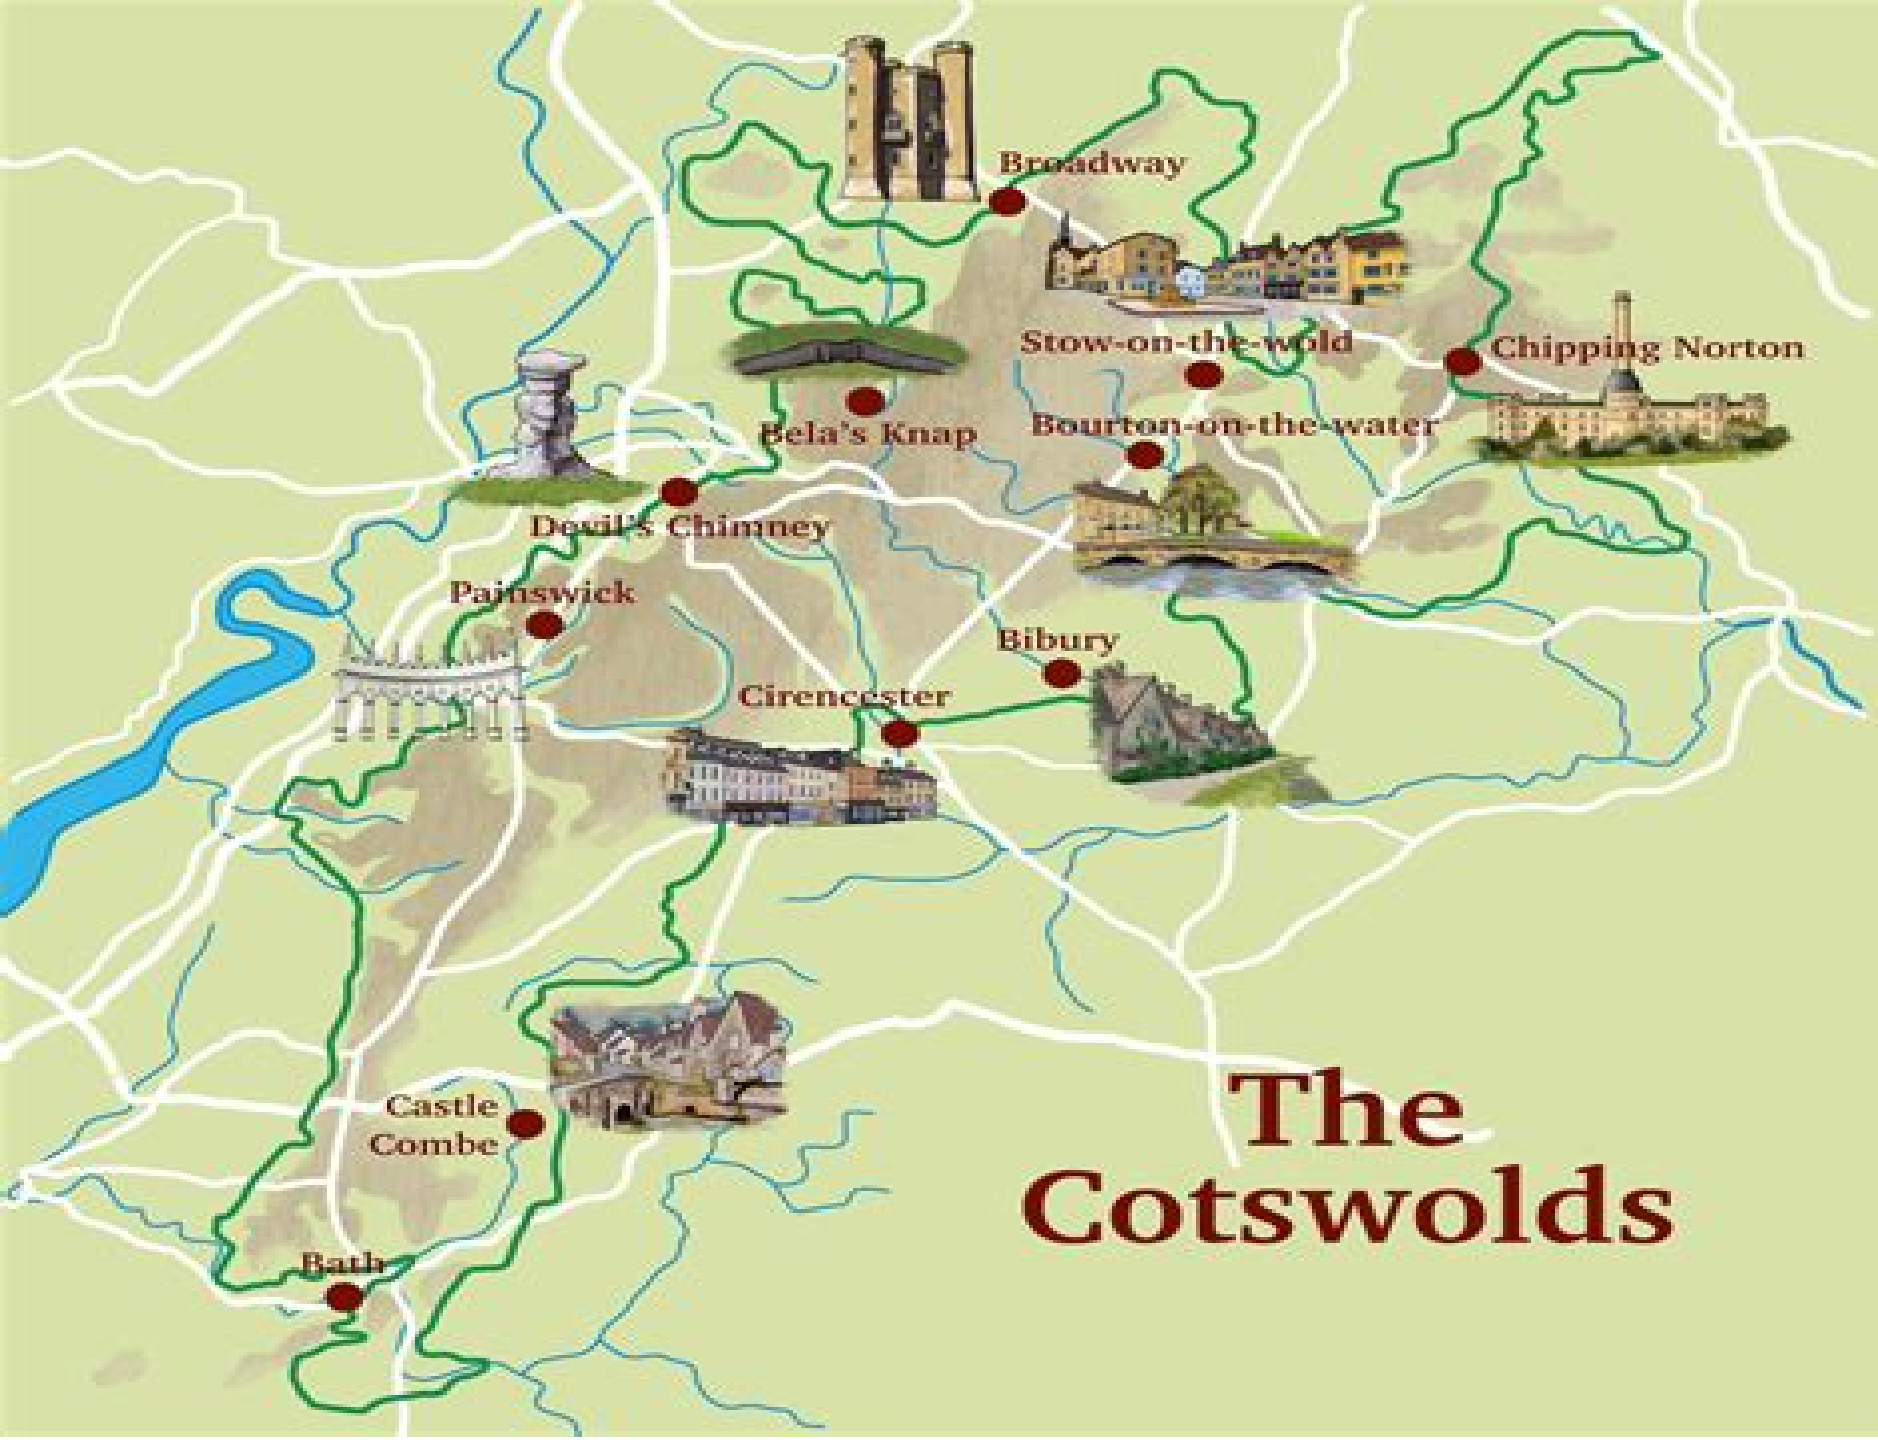 Broadway
Stow-on-the-wold
Chipping Norton
Bela's Knap
Bourton-on-the-water
Devil's Chimney
Painswick
Bibury
Cirencester
Castle
Combe
Bath
The
Cotswolds